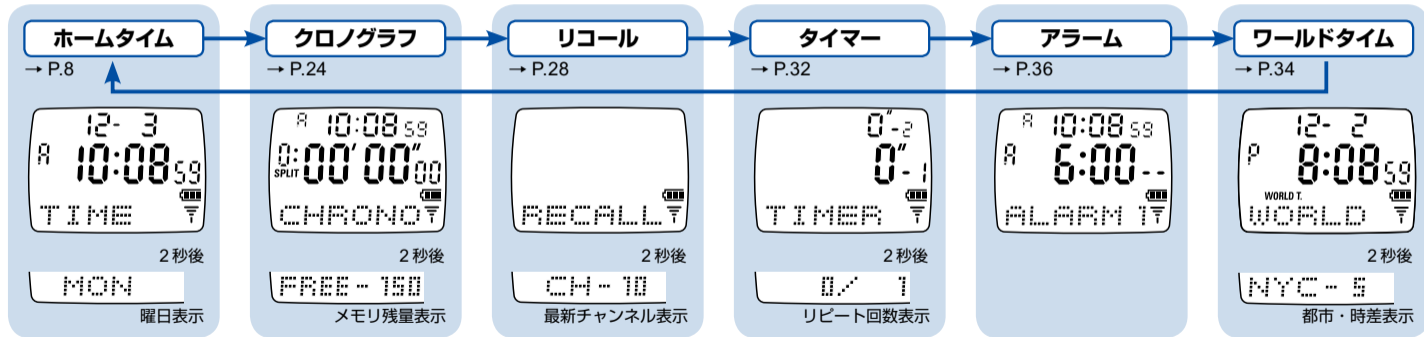 ホームタイム
→ P.8
12- 3
A 10:08 59
TIME
2秒後
MON
曜日表示
クロノグラフ
→ P.24
A 10:08 59
0:00'00"00
SPLIT
CHRONO
2秒後
FREE-150
メモリ残量表示
リコール
→ P.28
RECALL
2秒後
CH-10
最新チャンネル表示
タイマー
→ P.32
0"-2
0"-1
TIMER
2秒後
0/ 1
リピート回数表示
アラーム
→ P.36
A 10:08 59
A 6:00--
ALARM 1
ワールドタイム
→ P.34
12- 2
P 8:08 59
WORLD T.
WORLD
2秒後
NYC- 5
都市・時差表示